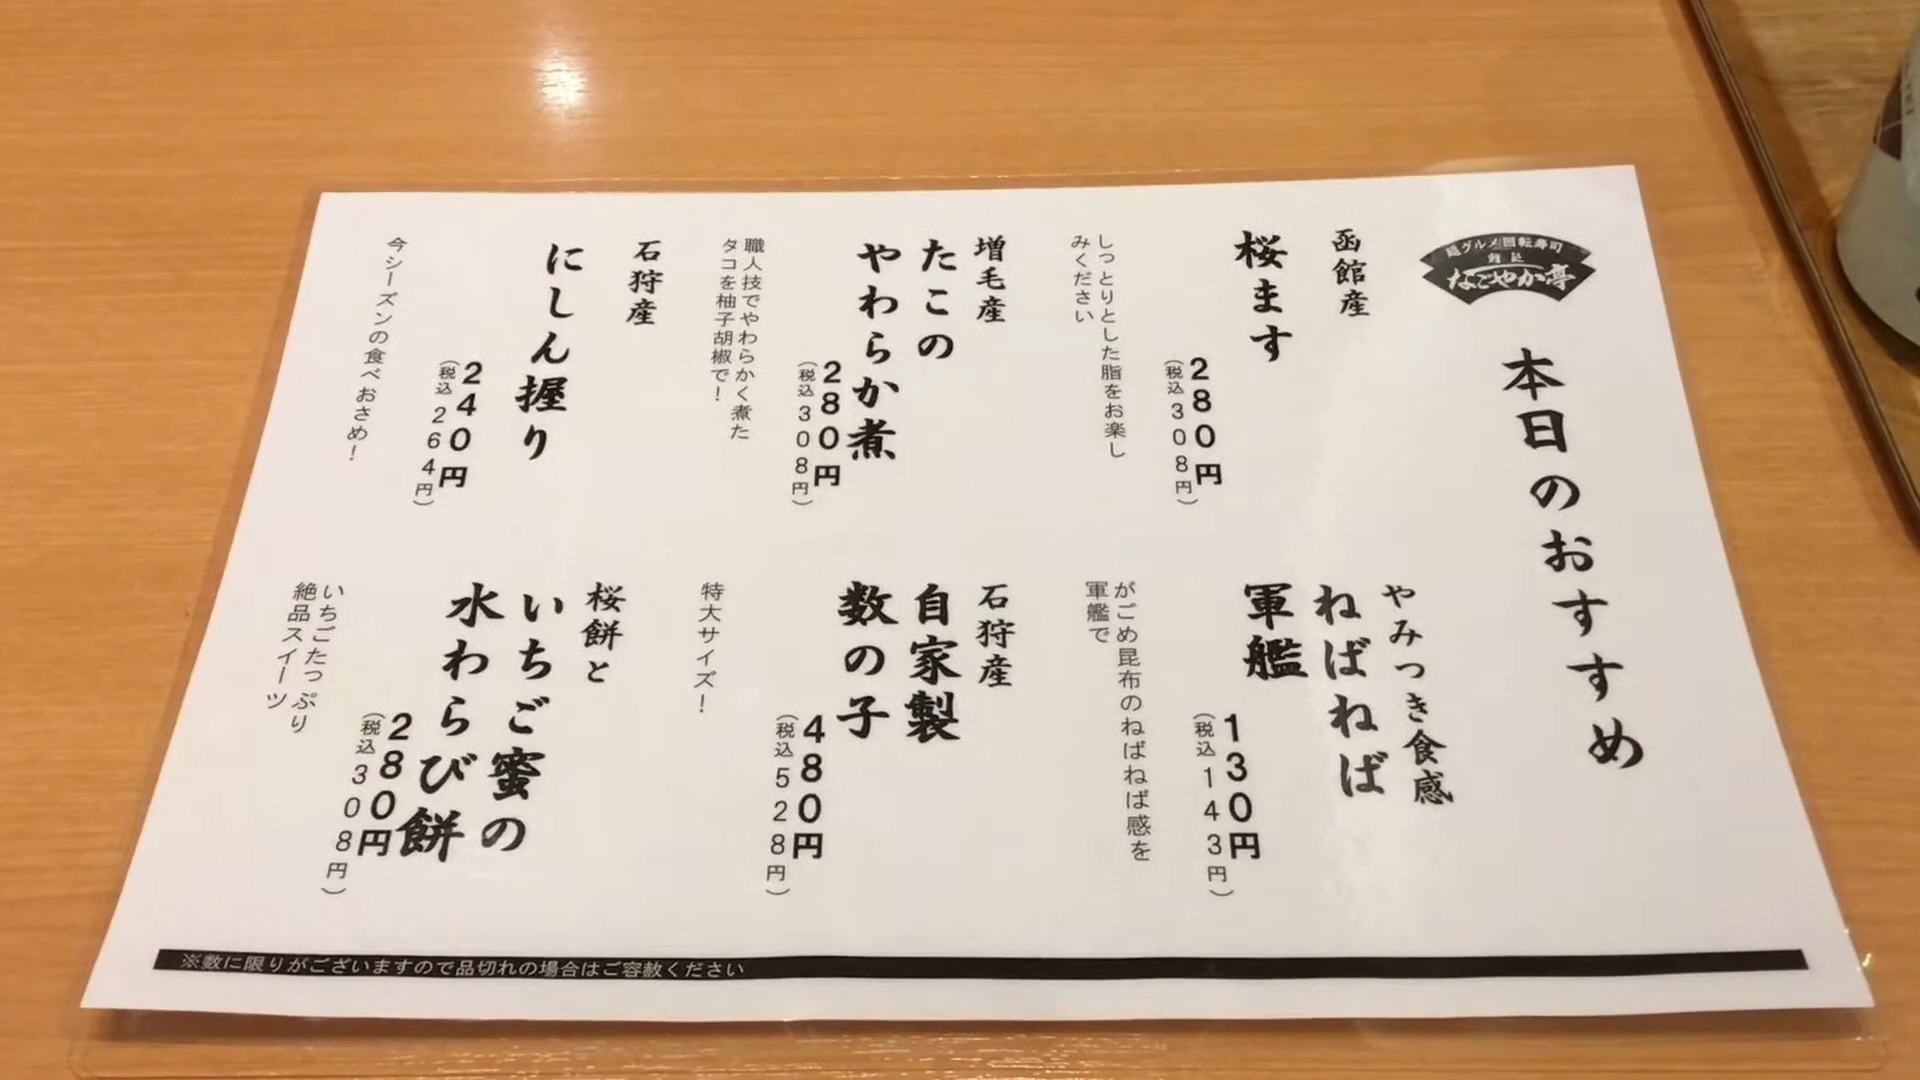 廻グルメ回転寿司
鮨処
なごやか亭
本日のおすすめ
函館産
桜ます
280円
(税込308円)
しっとりとした脂をお楽し
みください
増毛産
たこの
やわらか煮
280円
(税込308円)
職人技でやわらかく煮た
タコを柚子胡椒で!
石狩産
にしん握り
240円
(税込264円)
今シーズンの食べおさめ!
やみつき食感
ねばねば
軍艦
130円
(税込143円)
がごめ昆布のねばねば感を
軍艦で
石狩産
自家製
数の子
480円
(税込528円)
特大サイズ!
桜餅と
いちご蜜の
水わらび餅
280円
(税込308円)
いちごたっぷり
絶品スイーツ
※数に限りがございますので品切れの場合はご容赦ください